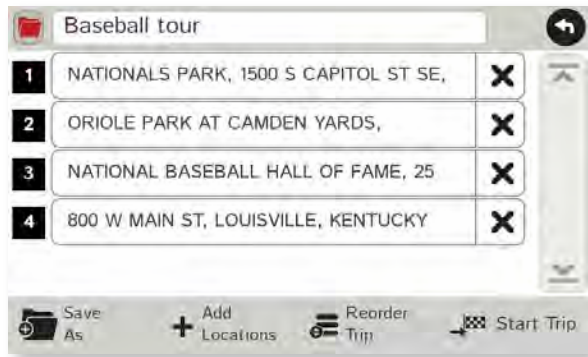 Baseball tour
1 NATIONALS PARK, 1500 S CAPITOL ST SE,
2 ORIOLE PARK AT CAMDEN YARDS,
3 NATIONAL BASEBALL HALL OF FAME, 25
4 800 W MAIN ST, LOUISVILLE, KENTUCKY
Save As
Add Locations
Reorder Trip
Start Trip